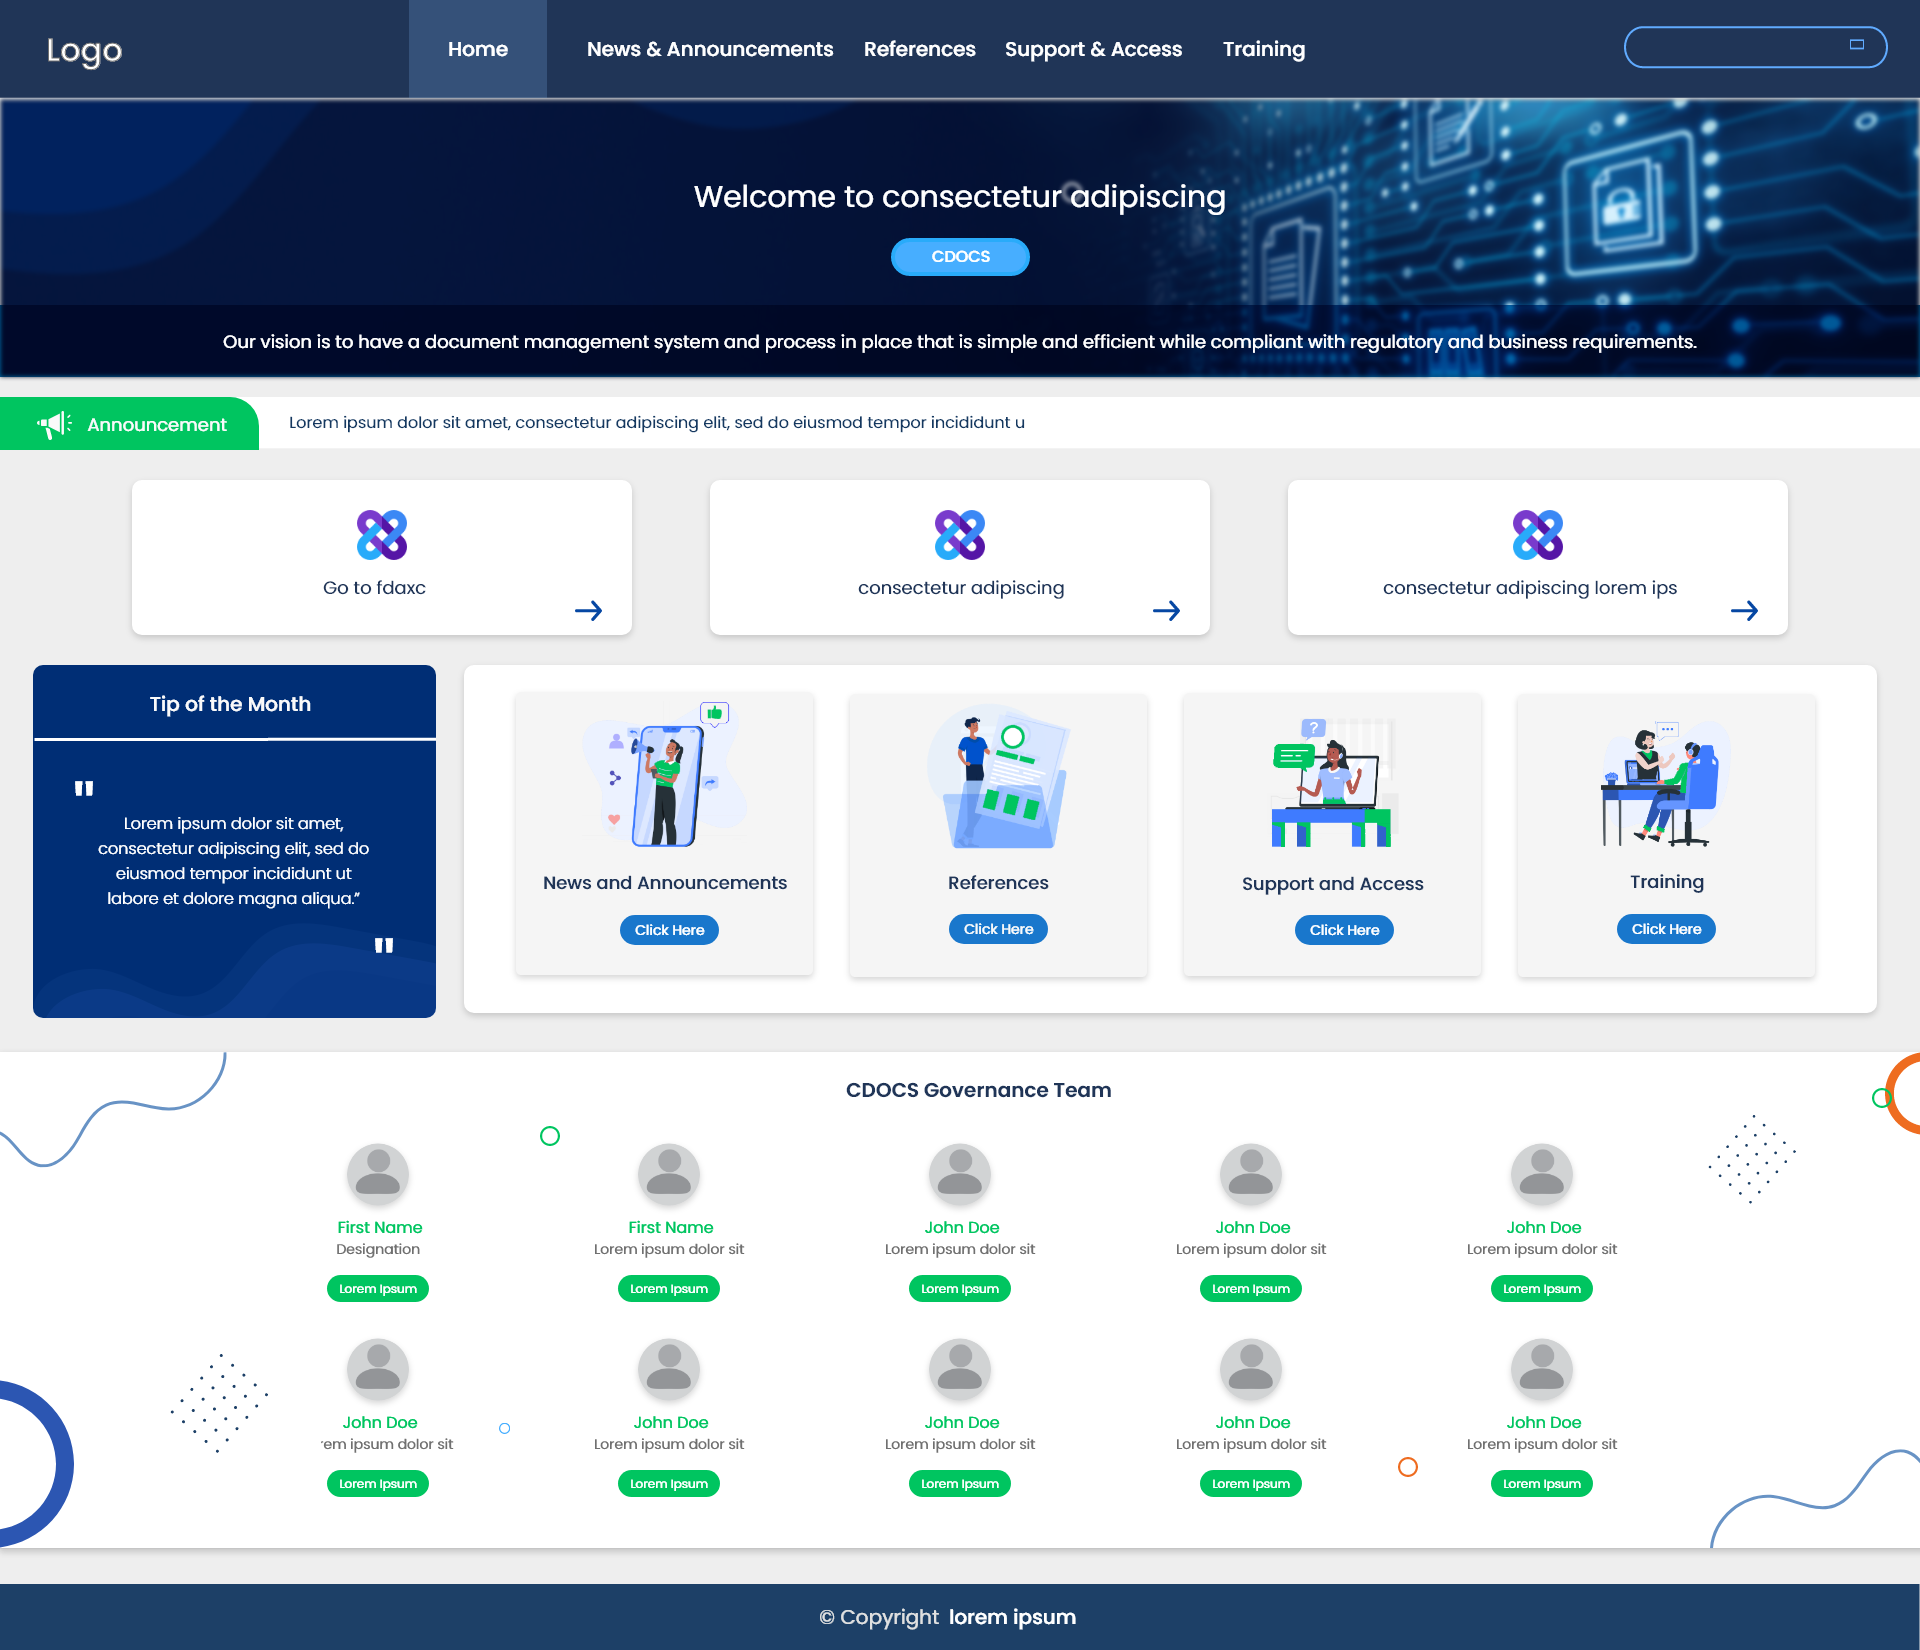 Logo
Home
News & Announcements
References
Support & Access
Training
Welcome to consectetur adipiscing
CDOCS
Our vision is to have a document management system and process in place that is simple and efficient while compliant with regulatory and business requirements.
Announcement
Lorem ipsum dolor sit amet, consectetur adipiscing elit, sed do eiusmod tempor incididunt u
Go to fdaxc
consectetur adipiscing
consectetur adipiscing lorem ips
Tip of the Month
"
Lorem ipsum dolor sit amet,
consectetur adipiscing elit, sed do
eiusmod tempor incididunt ut
labore et dolore magna aliqua.”
"
?
News and Announcements
References
Support and Access
Training
Click Here
Click Here
Click Here
Click Here
CDOCS Governance Team
First Name
First Name
John Doe
John Doe
John Doe
Designation
Lorem ipsum dolor sit
Lorem ipsum dolor sit
Lorem ipsum dolor sit
Lorem ipsum dolor sit
Lorem Ipsum
Lorem Ipsum
Lorem Ipsum
Lorem Ipsum
Lorem Ipsum
John Doe
John Doe
John Doe
John Doe
John Doe
rem ipsum dolor sit
Lorem ipsum dolor sit
Lorem ipsum dolor sit
Lorem ipsum dolor sit
Lorem ipsum dolor sit
Lorem Ipsum
Lorem Ipsum
Lorem Ipsum
Lorem Ipsum
Lorem Ipsum
© Copyright lorem ipsum